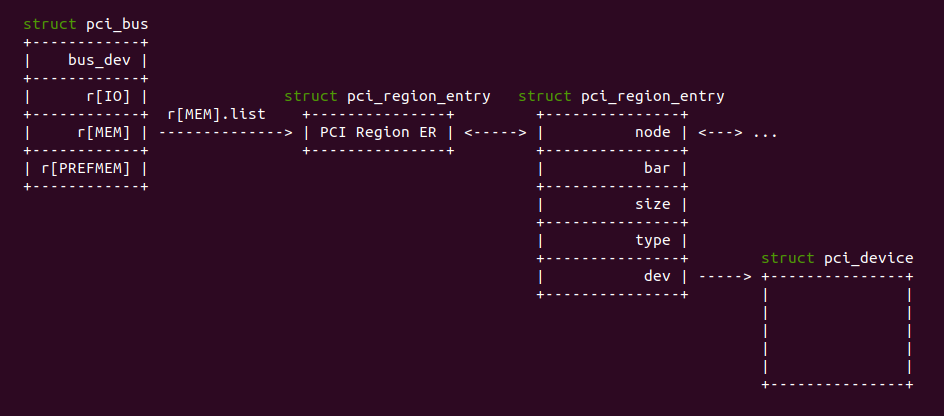 struct pci_bus
+------------+
|    bus_dev |
+------------+
|      r[IO] |               struct pci_region_entry   struct pci_region_entry
+------------+  r[MEM].list    +---------------+         +---------------+
|     r[MEM] | --------------> | PCI Region ER | <-----> |          node | <---> ...
+------------+                 +---------------+         +---------------+
| r[PREFMEM] |                                           |           bar |
+------------+                                           +---------------+
                                                         |          size |
                                                         +---------------+
                                                         |          type |
                                                         +---------------+        struct pci_device
                                                         |           dev | -----> +---------------+
                                                         +---------------+        |               |
                                                                                  |               |
                                                                                  |               |
                                                                                  |               |
                                                                                  |               |
                                                                                  +---------------+